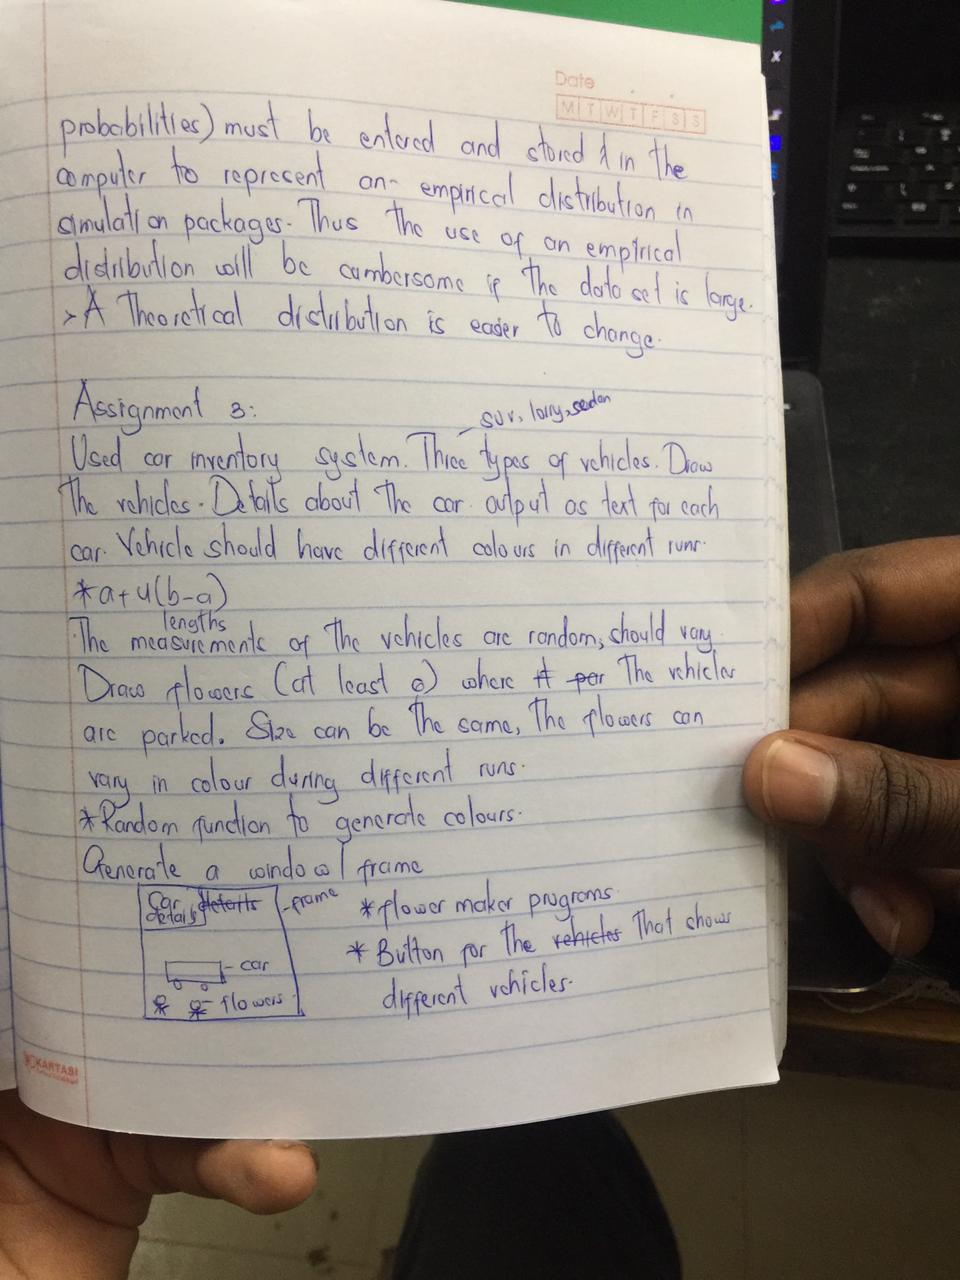 Date
M T W T F S S
probabilities) must be entered and stored in the
computer to represent an empirical distribution in
simulation packages. Thus the use of an empirical
distribution will be cumbersome if the data set is large.
> A Theoretical distribution is easier to change.
Assignment 3:
suv, lorry, sedan
Used car inventory system. Three types of vehicles. Draw
the vehicles. Details about the car output as text for each
car. Vehicle should have different colours in different runs.
* a+u(b-a)
lengths
The measurements of the vehicles are random, should vary.
Draw flowers (at least 2) where the vehicles
are parked. Size can be the same, the flowers can
vary in colour during different runs.
* Random function to generate colours.
Generate a window/frame
Car details
-frame
-car
flowers
* flower maker programs.
* Button for the vehicles that shows
different vehicles.
KARTASI